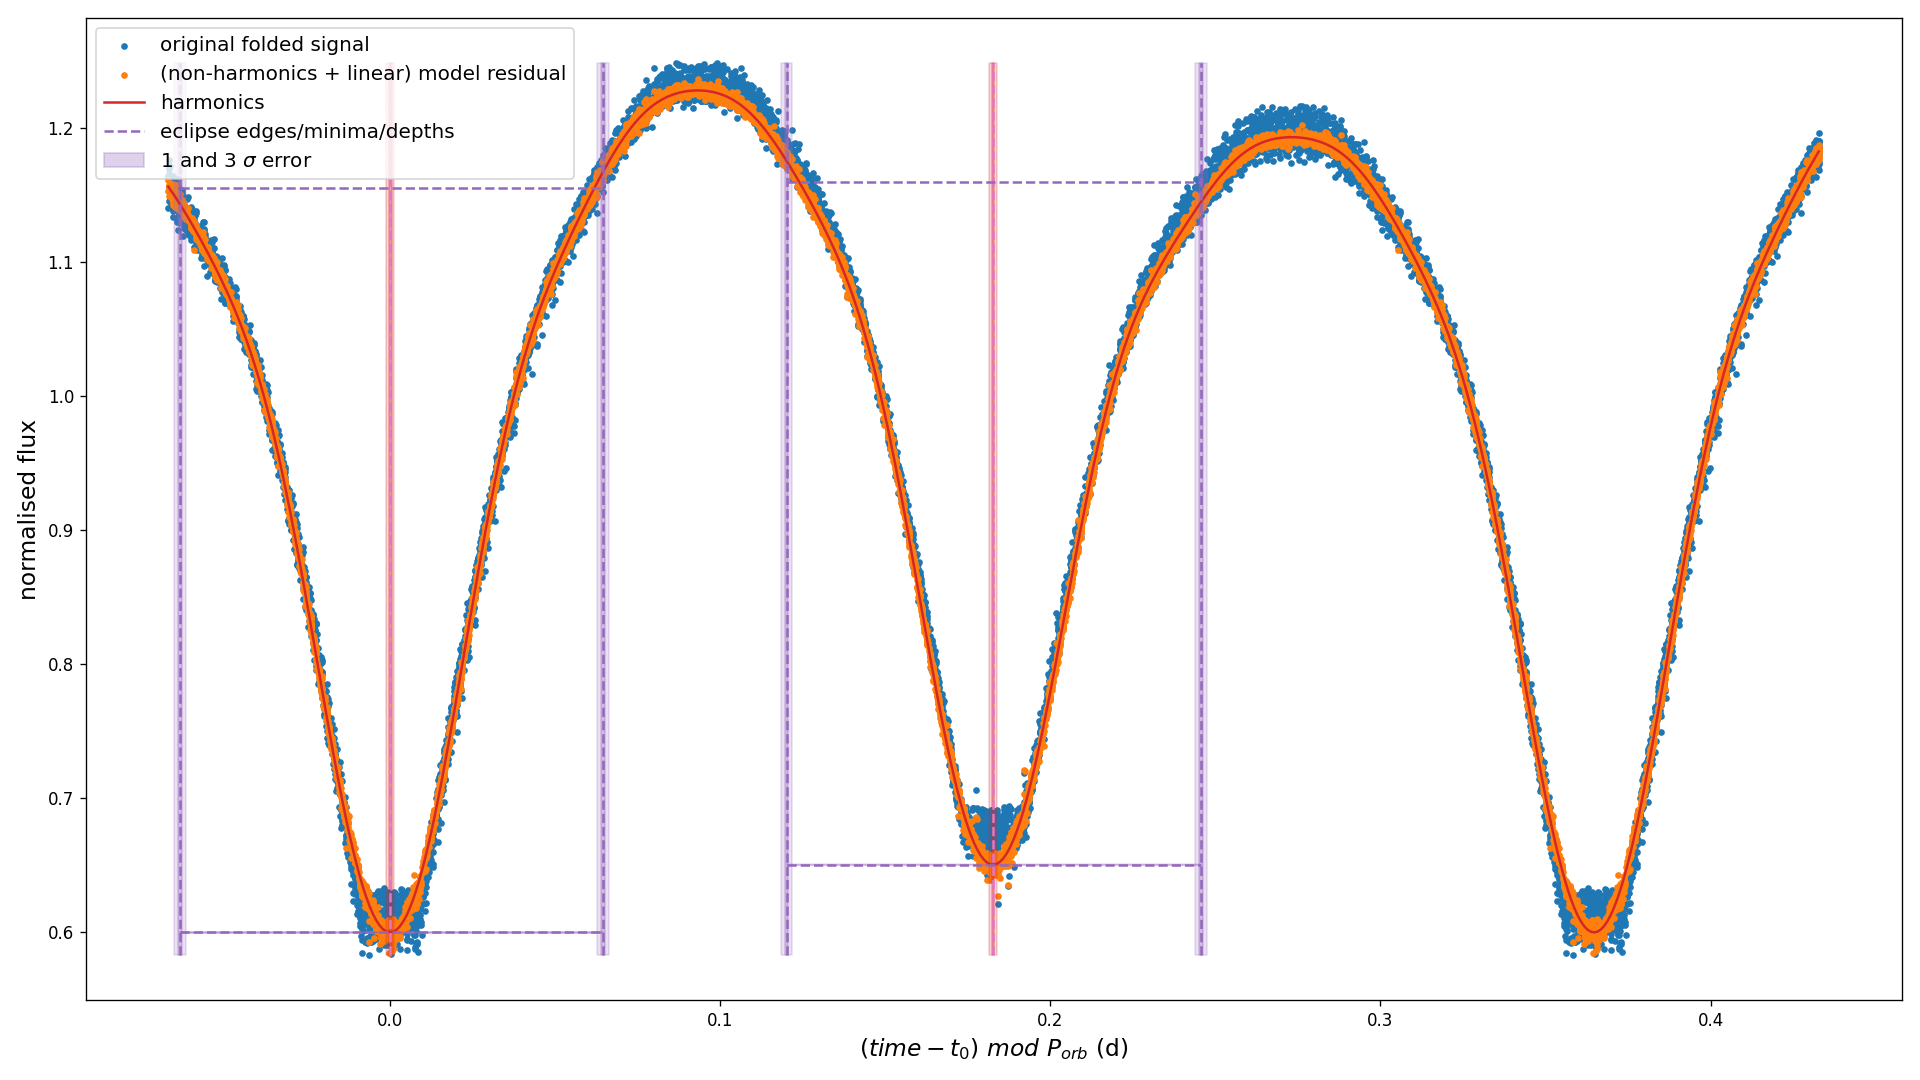 original folded signal
(non-harmonics + linear) model residual
harmonics
eclipse edges/minima/depths
1 and 3 σ error
1.2
1.1
1.0
0.9
0.8
0.7
0.6
normalised flux
0.0 0.1 0.2 0.3 0.4
(time − t₀) mod Pₒᵣb (d)